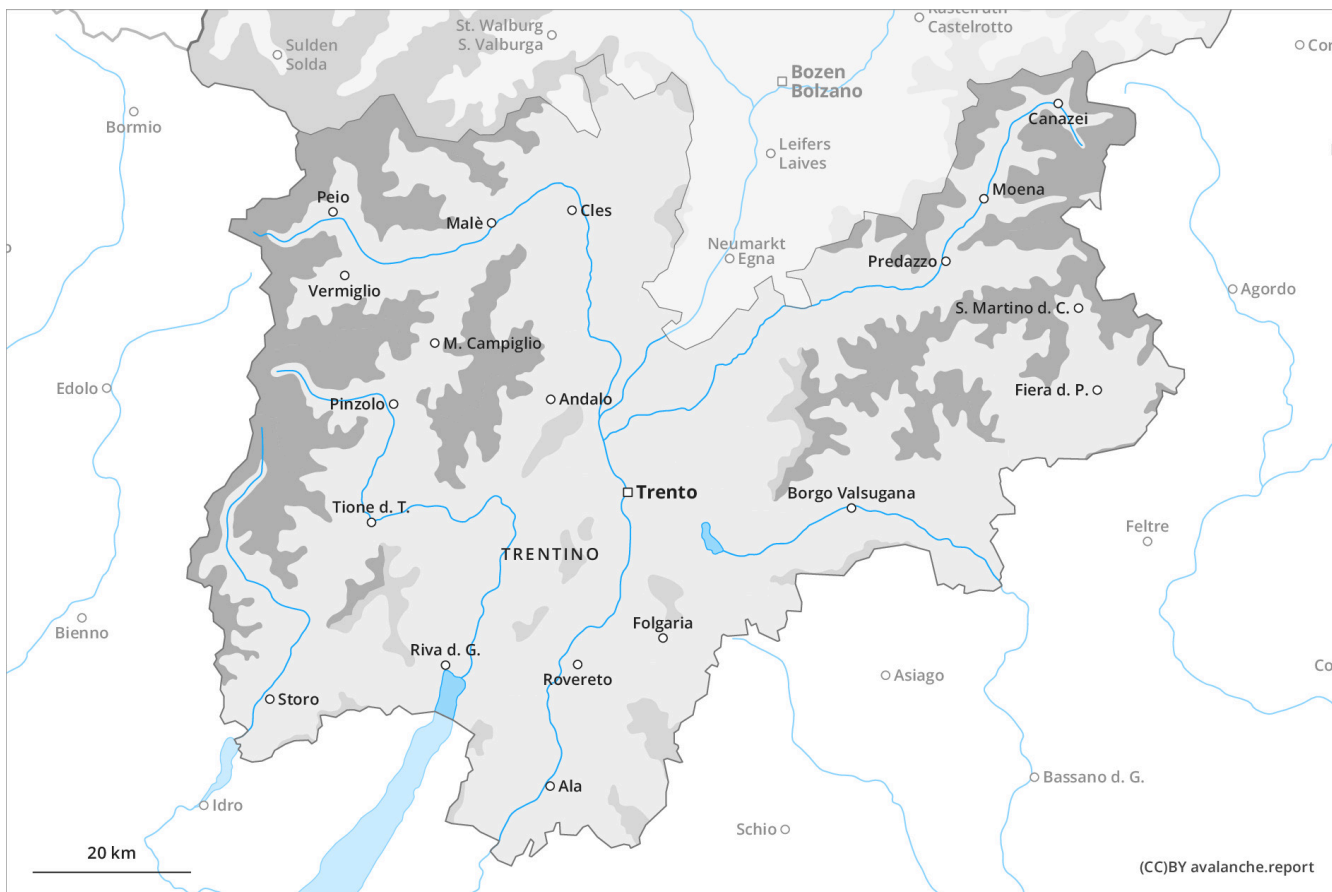 Kastelruth
Castelrotto
St. Walburg
S. Valburga
Sulden
Solda
Bozen
Bolzano
Bormio
Canazei
Leifers
Laives
Moena
Peio
Malè
Cles
Neumarkt
Egna
Predazzo
Vermiglio
Agordo
S. Martino d. C.
M. Campiglio
Edolo
Pinzolo
Andalo
Fiera d. P.
Trento
Borgo Valsugana
Tione d. T.
Feltre
TRENTINO
Bienno
Folgaria
Riva d. G.
Rovereto
Asiago
Storo
Ala
Bassano d. G.
Idro
Schio
20 km
(CC)BY avalanche.report